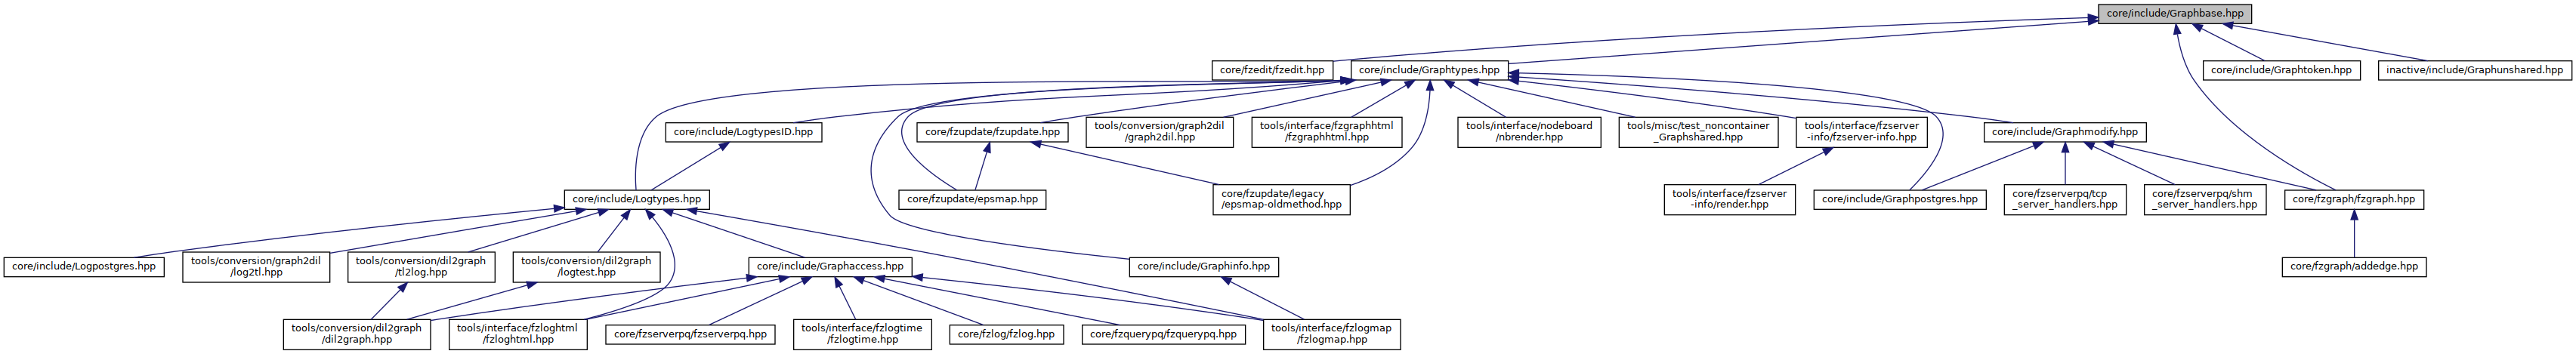 core/include/Graphbase.hpp
core/fzedit/fzedit.hpp
core/include/Graphtypes.hpp
core/include/Graphtoken.hpp
inactive/include/Graphunshared.hpp
core/include/LogtypesID.hpp
core/fzupdate/fzupdate.hpp
tools/conversion/graph2dil
/graph2dil.hpp
tools/interface/fzgraphhtml
/fzgraphhtml.hpp
tools/interface/nodeboard
/nbrender.hpp
tools/misc/test_noncontainer
_Graphshared.hpp
tools/interface/fzserver
-info/fzserver-info.hpp
core/include/Graphmodify.hpp
core/include/Logtypes.hpp
core/fzupdate/epsmap.hpp
core/fzupdate/legacy
/epsmap-oldmethod.hpp
tools/interface/fzserver
-info/render.hpp
core/include/Graphpostgres.hpp
core/fzserverpq/tcp
_server_handlers.hpp
core/fzserverpq/shm
_server_handlers.hpp
core/fzgraph/fzgraph.hpp
core/include/Logpostgres.hpp
tools/conversion/graph2dil
/log2tl.hpp
tools/conversion/dil2graph
/tl2log.hpp
tools/conversion/dil2graph
/logtest.hpp
core/include/Graphaccess.hpp
core/include/Graphinfo.hpp
core/fzgraph/addedge.hpp
tools/conversion/dil2graph
/dil2graph.hpp
tools/interface/fzloghtml
/fzloghtml.hpp
core/fzserverpq/fzserverpq.hpp
tools/interface/fzlogtime
/fzlogtime.hpp
core/fzlog/fzlog.hpp
core/fzquerypq/fzquerypq.hpp
tools/interface/fzlogmap
/fzlogmap.hpp